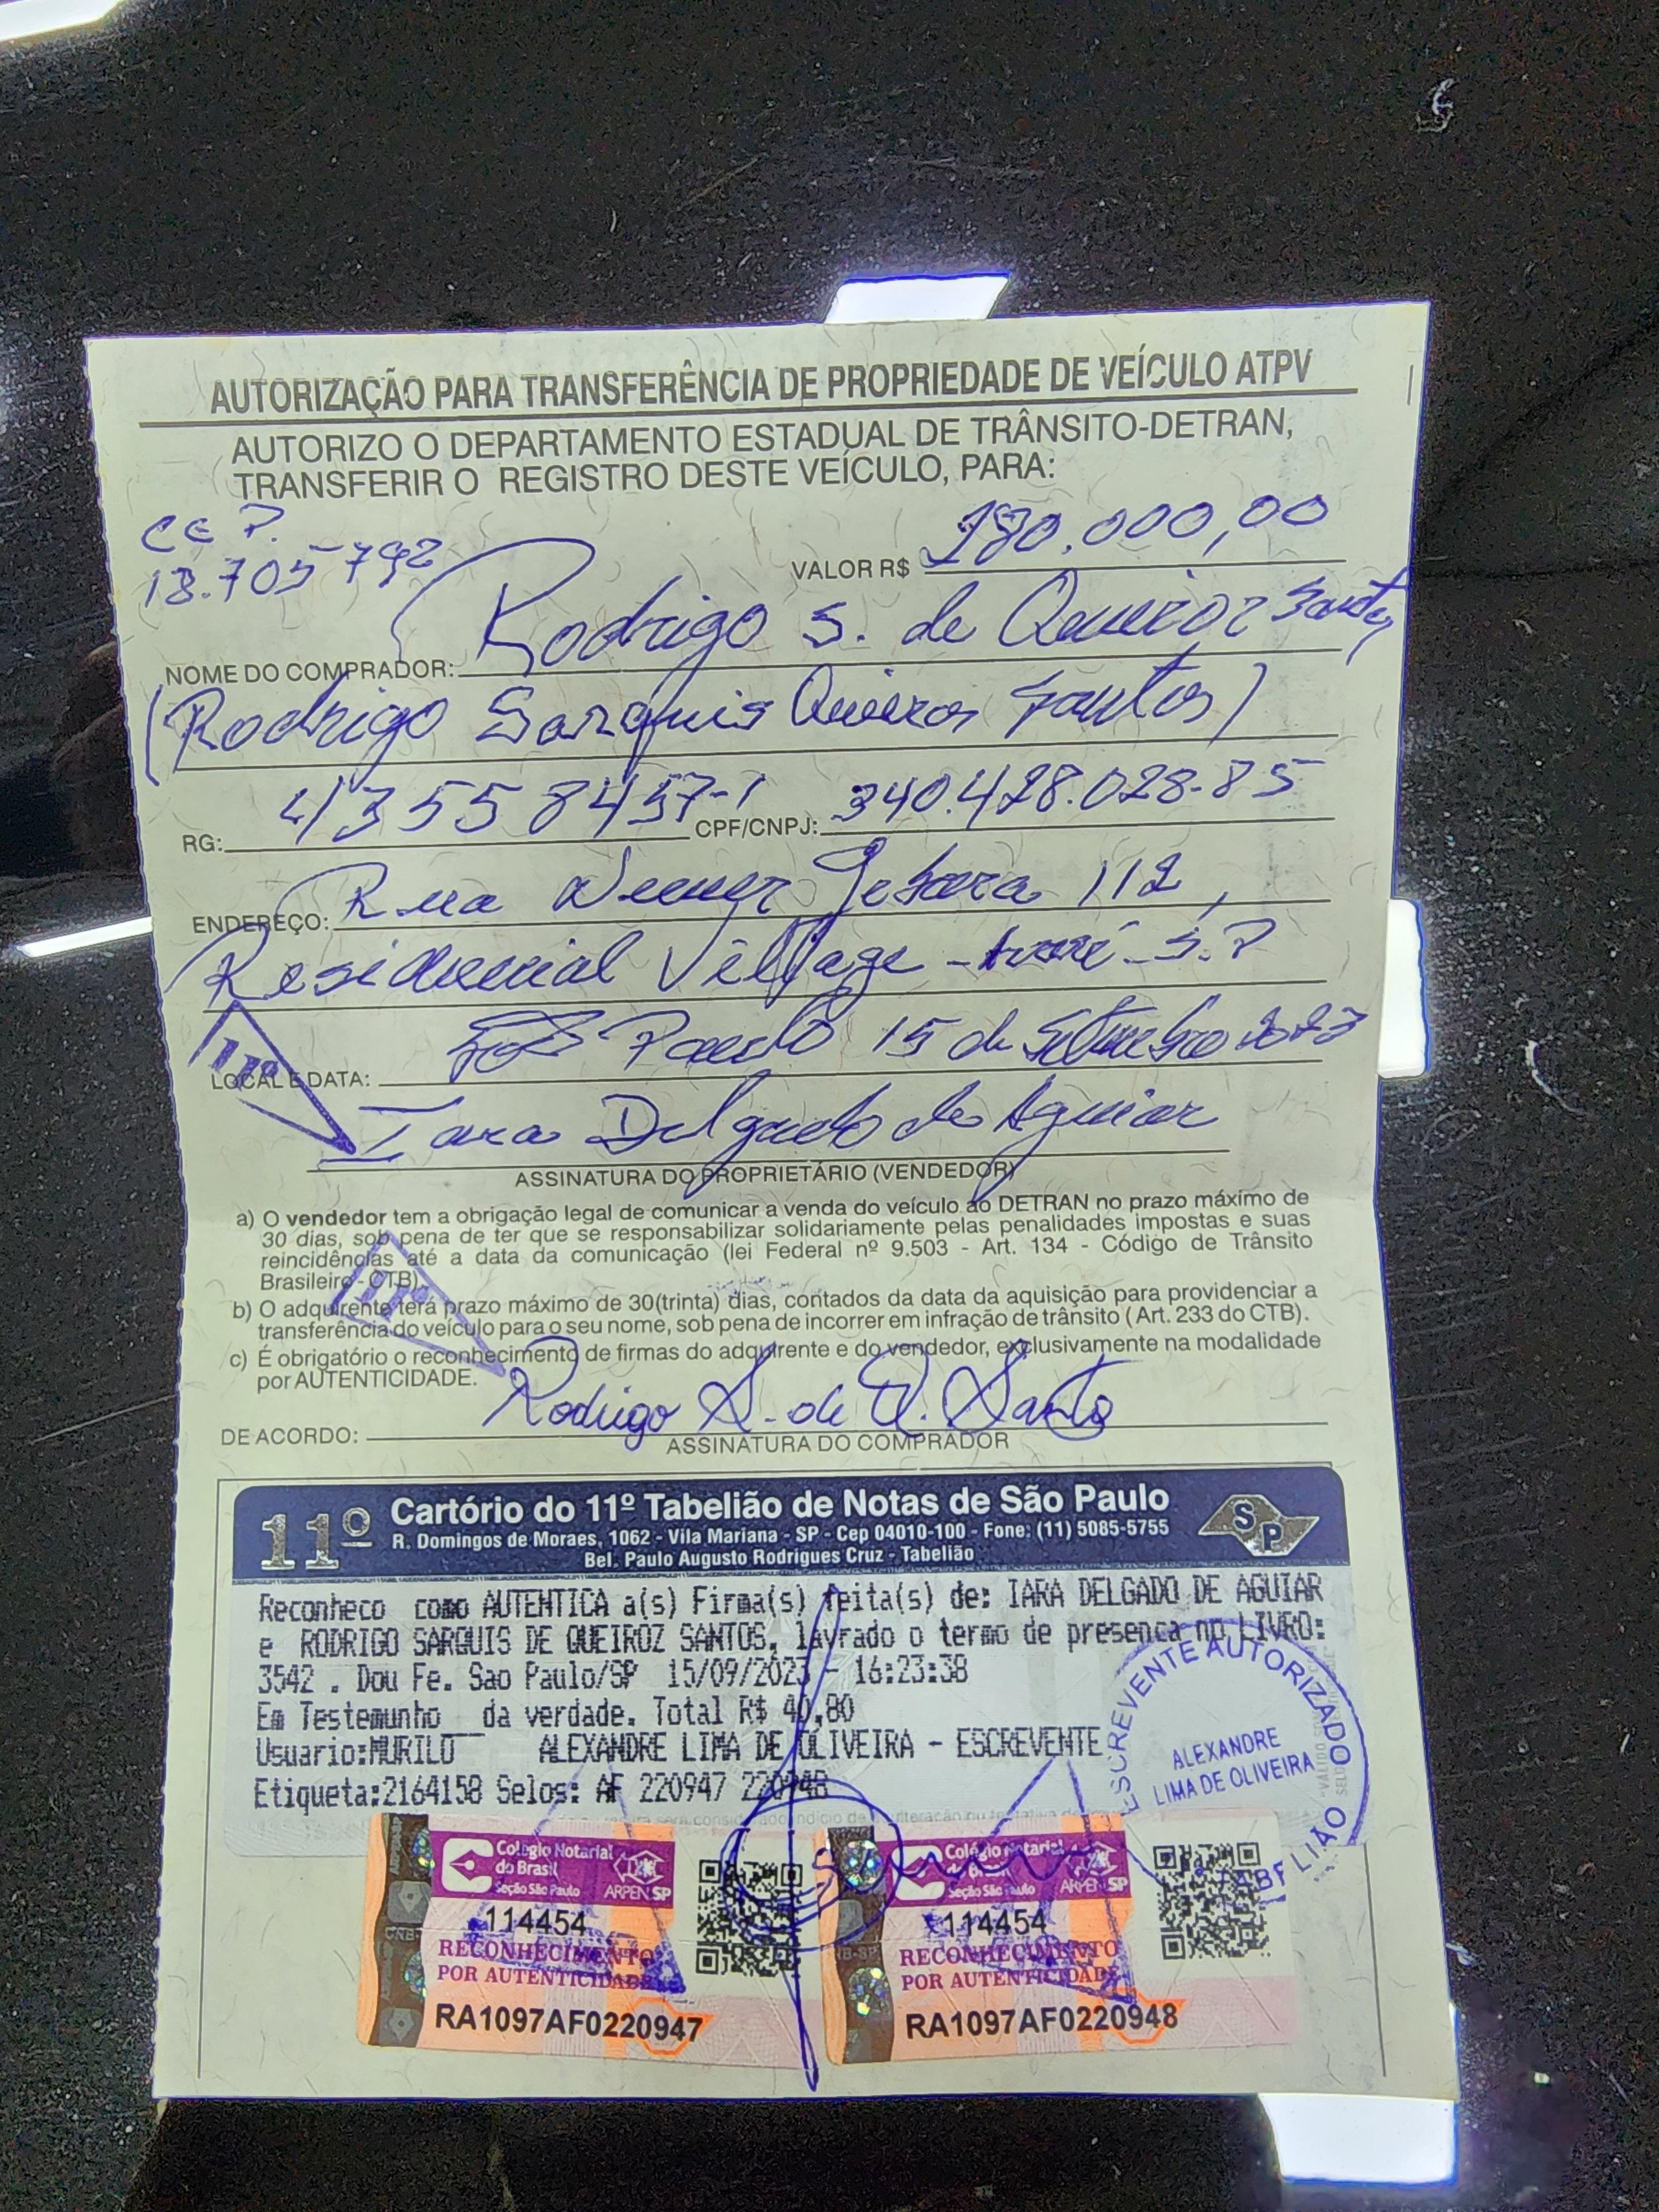 AUTORIZAÇÃO PARA TRANSFERÊNCIA DE PROPRIEDADE DE VEÍCULO ATPV
AUTORIZO O DEPARTAMENTO ESTADUAL DE TRÂNSITO-DETRAN,
TRANSFERIR O REGISTRO DESTE VEÍCULO, PARA:
CEP.
18.705792
VALOR R$ 180.000,00
NOME DO COMPRADOR: Rodrigo S. de Queiroz Santos
(Rodrigo Sarquis Queiroz Santos)
RG: 43558457-1 CPF/CNPJ: 340.428.028-85
ENDEREÇO: Rua 112,
Residencial Village - Avaré - S.P
LOCAL E DATA: São Paulo 15 de Setembro 2023
11º
Iara Delgado de Aguiar
ASSINATURA DO PROPRIETÁRIO (VENDEDOR)
a) O vendedor tem a obrigação legal de comunicar a venda do veículo ao DETRAN no prazo máximo de
30 dias, sob pena de ter que se responsabilizar solidariamente pelas penalidades impostas e suas
reincidências até a data da comunicação (lei Federal nº 9.503 - Art. 134 - Código de Trânsito
Brasileiro - CTB).
11º
b) O adquirente terá prazo máximo de 30(trinta) dias, contados da data da aquisição para providenciar a
transferência do veículo para o seu nome, sob pena de incorrer em infração de trânsito ( Art. 233 do CTB).
c) É obrigatório o reconhecimento de firmas do adquirente e do vendedor, exclusivamente na modalidade
por AUTENTICIDADE.
DE ACORDO: Rodrigo S. de Q. Santos
ASSINATURA DO COMPRADOR
11º Cartório do 11º Tabelião de Notas de São Paulo
R. Domingos de Moraes, 1062 - Vila Mariana - SP - Cep 04010-100 - Fone: (11) 5085-5755
Bel. Paulo Augusto Rodrigues Cruz - Tabelião
SP
Reconheco como AUTENTICA a(s) Firma(s) feita(s) de: IARA DELGADO DE AGUIAR
e RODRIGO SARQUIS DE QUEIROZ SANTOS, lavrado o termo de presenca no LIVRO:
3542 . Dou Fe. Sao Paulo/SP 15/09/2023 - 16:23:38
Em Testemunho __ da verdade. Total R$ 40,80
Usuario:MURILO ALEXANDRE LIMA DE OLIVEIRA - ESCREVENTE
Etiqueta:2164158 Selos: AF 220947 220948
ESCREVENTE AUTORIZADO
ALEXANDRE
LIMA DE OLIVEIRA
Colégio Notarial
do Brasil
Seção São Paulo
ARPEN SP
114454
RECONHECIMENTO
POR AUTENTICIDADE
RA1097AF0220947
Colégio Notarial
do Brasil
Seção São Paulo
ARPEN SP
114454
RECONHECIMENTO
POR AUTENTICIDADE
RA1097AF0220948